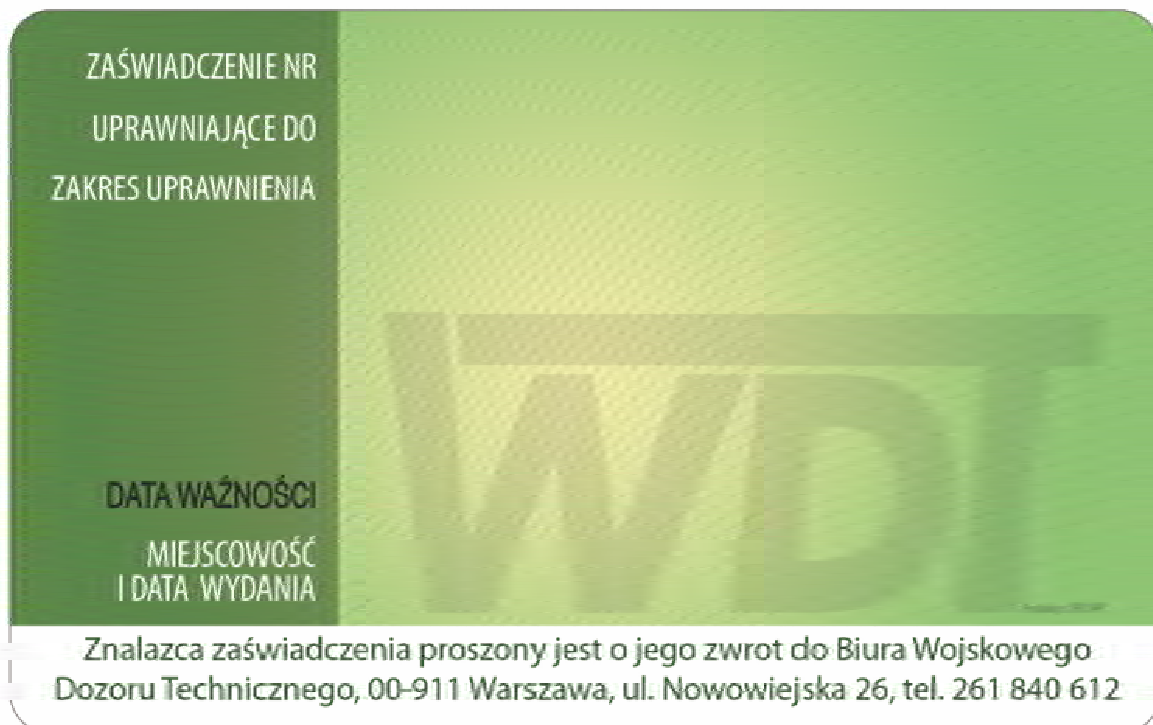 ZAŚWIADCZENIE NR
UPRAWNIAJĄCE DO
ZAKRES UPRAWNIENIA
WDT
DATA WAŹNOŚCI
MIEJSCOWOŚĆ
I DATA WYDANIA
Znalazca zaświadczenia proszony jest o jego zwrot do Biura Wojskowego
Dozoru Technicznego, 00-911 Warszawa, ul. Nowowiejska 26, tel. 261 840 612